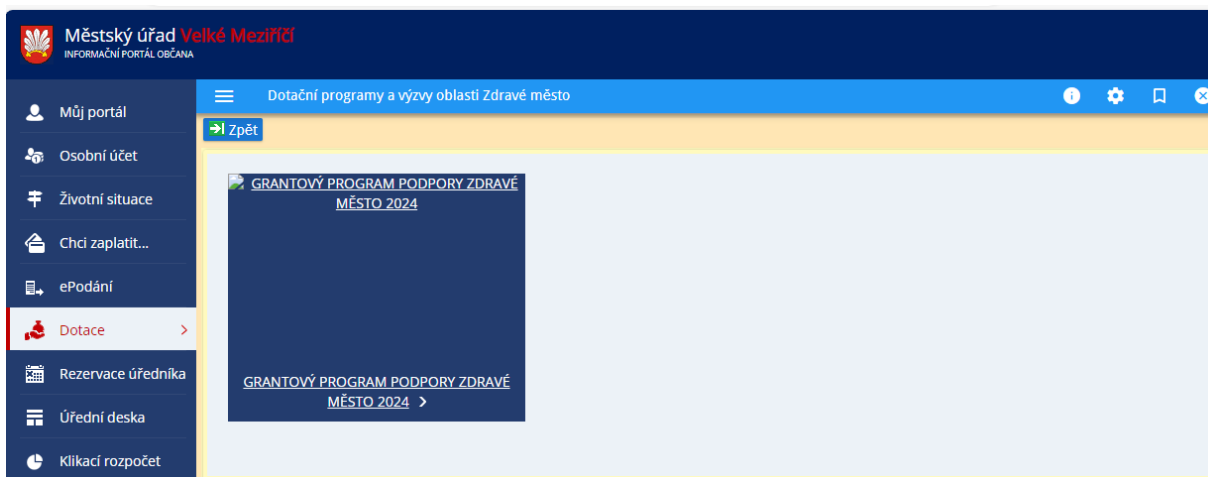 Městský úřad Velké Meziříčí
INFORMAČNÍ PORTÁL OBČANA
Můj portál
Osobní účet
Životní situace
Chci zaplatit...
ePodání
Dotace
Rezervace úředníka
Úřední deska
Klikací rozpočet
Dotační programy a výzvy oblasti Zdravé město
Zpět
GRANTOVÝ PROGRAM PODPORY ZDRAVÉ
MĚSTO 2024
GRANTOVÝ PROGRAM PODPORY ZDRAVÉ
MĚSTO 2024